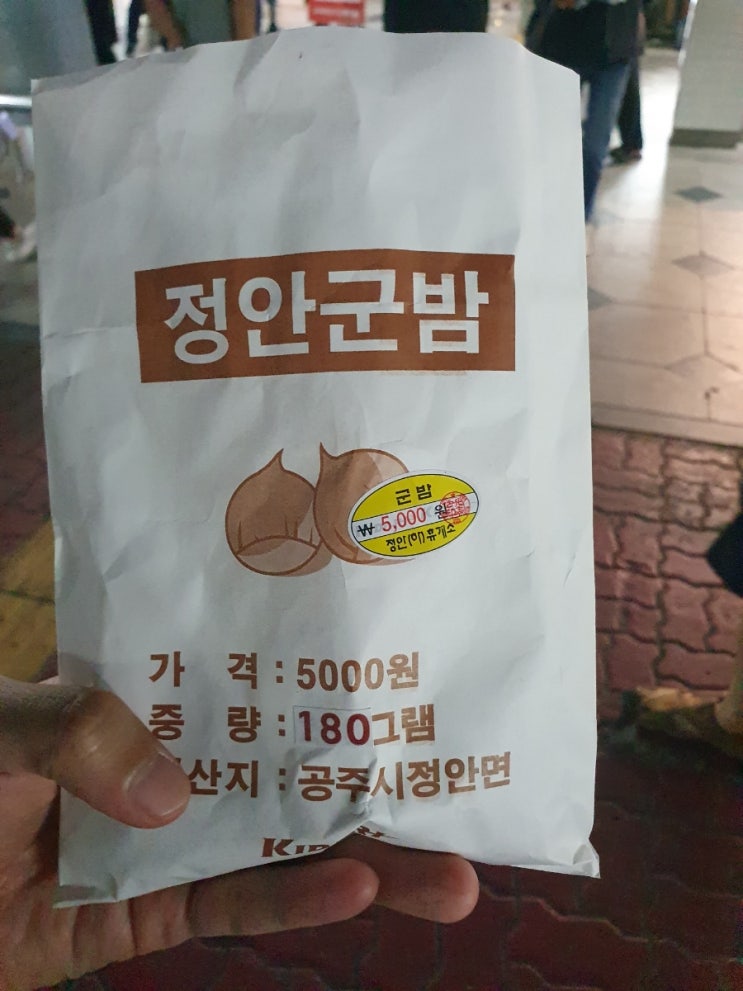 정안군밤
군밤
₩ 5,000 원
정안(하)휴게소
가 격 : 5000원
중 량 : 180그램
산지 : 공주시정안면